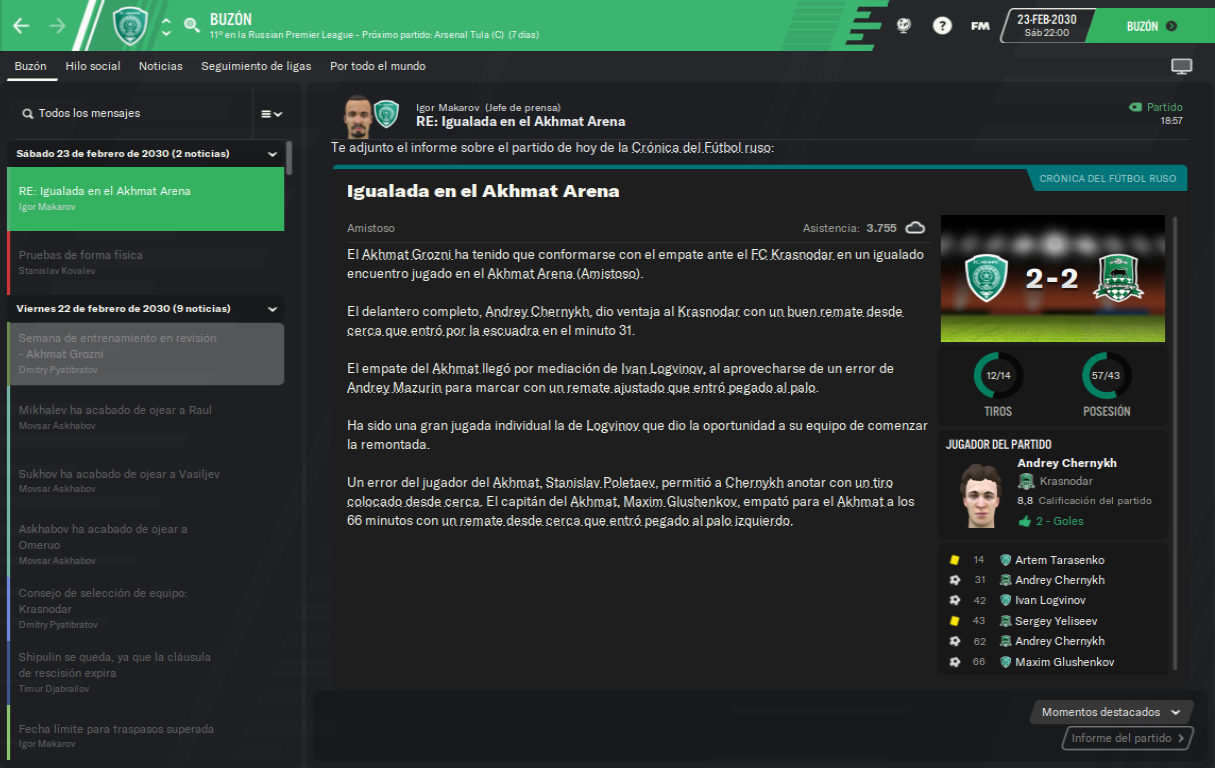 BUZÓN
11º en la Russian Premier League - Próximo partido: Arsenal Tula (C) (7 días)
FM
23-FEB-2030
Sáb 22:00
BUZÓN
Buzón
Hilo social
Noticias
Seguimiento de ligas
Por todo el mundo
Todos los mensajes
Sábado 23 de febrero de 2030 (2 noticias)
RE: Igualada en el Akhmat Arena
Igor Makarov
Pruebas de forma física
Stanislav Kovalev
Viernes 22 de febrero de 2030 (9 noticias)
Semana de entrenamiento en revisión
- Akhmat Grozni
Dmitry Pyatibratov
Mikhalev ha acabado de ojear a Raul
Movsar Askhabov
Sukhov ha acabado de ojear a Vasiljev
Movsar Askhabov
Askhabov ha acabado de ojear a
Omeruo
Movsar Askhabov
Consejo de selección de equipo:
Krasnodar
Dmitry Pyatibratov
Shipulin se queda, ya que la cláusula
de rescisión expira
Timur Djabrailov
Fecha límite para traspasos superada
Igor Makarov
Igor Makarov (Jefe de prensa)
RE: Igualada en el Akhmat Arena
Partido
18:57
Te adjunto el informe sobre el partido de hoy de la Crónica del Fútbol ruso:
CRÓNICA DEL FÚTBOL RUSO
Igualada en el Akhmat Arena
Amistoso
Asistencia: 3.755
El Akhmat Grozni ha tenido que conformarse con el empate ante el FC Krasnodar en un igualado
encuentro jugado en el Akhmat Arena (Amistoso).
El delantero completo, Andrey Chernykh, dio ventaja al Krasnodar con un buen remate desde
cerca que entró por la escuadra en el minuto 31.
El empate del Akhmat llegó por mediación de Ivan Logvinov, al aprovecharse de un error de
Andrey Mazurin para marcar con un remate ajustado que entró pegado al palo.
Ha sido una gran jugada individual la de Logvinov que dio la oportunidad a su equipo de comenzar
la remontada.
Un error del jugador del Akhmat, Stanislav Poletaev, permitió a Chernykh anotar con un tiro
colocado desde cerca. El capitán del Akhmat, Maxim Glushenkov, empató para el Akhmat a los
66 minutos con un remate desde cerca que entró pegado al palo izquierdo.
2-2
12/14
TIROS
57/43
POSESIÓN
JUGADOR DEL PARTIDO
Andrey Chernykh
Krasnodar
8,8 Calificación del partido
2 - Goles
14 Artem Tarasenko
31 Andrey Chernykh
42 Ivan Logvinov
43 Sergey Yeliseev
62 Andrey Chernykh
66 Maxim Glushenkov
Momentos destacados
Informe del partido